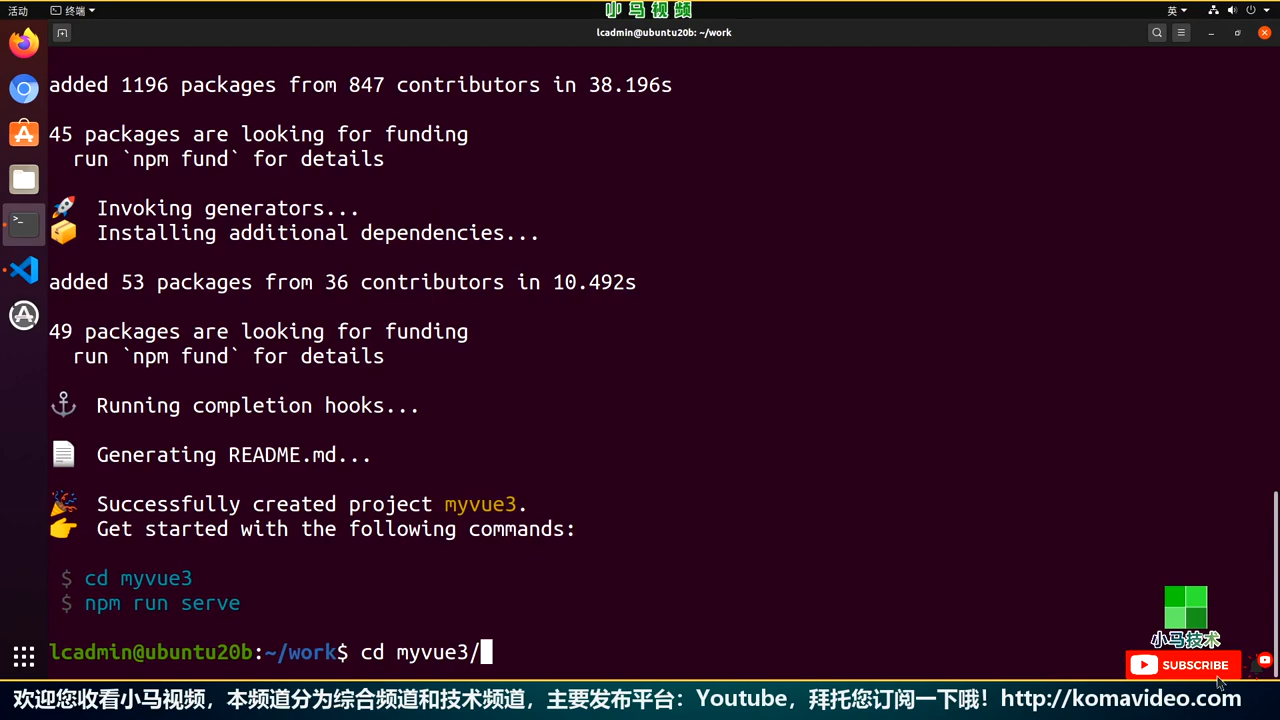 活动 终端 小马视频 英
lcadmin@ubuntu20b: ~/work
added 1196 packages from 847 contributors in 38.196s
45 packages are looking for funding
run `npm fund` for details
🚀 Invoking generators...
📦 Installing additional dependencies...
added 53 packages from 36 contributors in 10.492s
49 packages are looking for funding
run `npm fund` for details
⚓ Running completion hooks...
📄 Generating README.md...
🎉 Successfully created project myvue3.
👉 Get started with the following commands:
$ cd myvue3
$ npm run serve
lcadmin@ubuntu20b:~/work$ cd myvue3/
小马技术
SUBSCRIBE
欢迎您收看小马视频，本频道分为综合频道和技术频道，主要发布平台：Youtube，拜托您订阅一下哦！http://komavideo.com